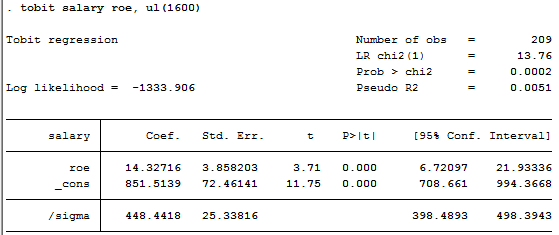 . tobit salary roe, ul(1600)
Tobit regression Number of obs = 209
LR chi2(1) = 13.76
Prob > chi2 = 0.0002
Log likelihood = -1333.906 Pseudo R2 = 0.0051
salary Coef. Std. Err. t P>|t| [95% Conf. Interval]
roe 14.32716 3.858203 3.71 0.000 6.72097 21.93336
_cons 851.5139 72.46141 11.75 0.000 708.661 994.3668
/sigma 448.4418 25.33816 398.4893 498.3943